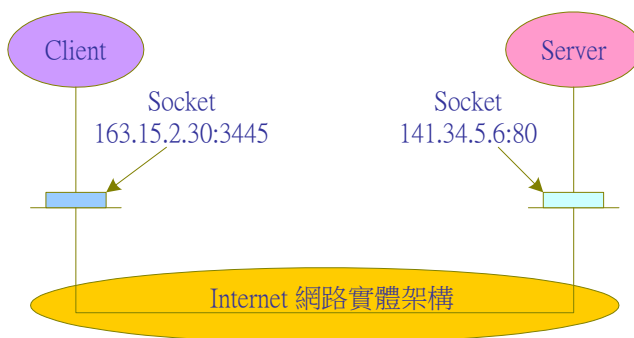 Client
Server
Socket
163.15.2.30:3445
Socket
141.34.5.6:80
Internet 網路實體架構